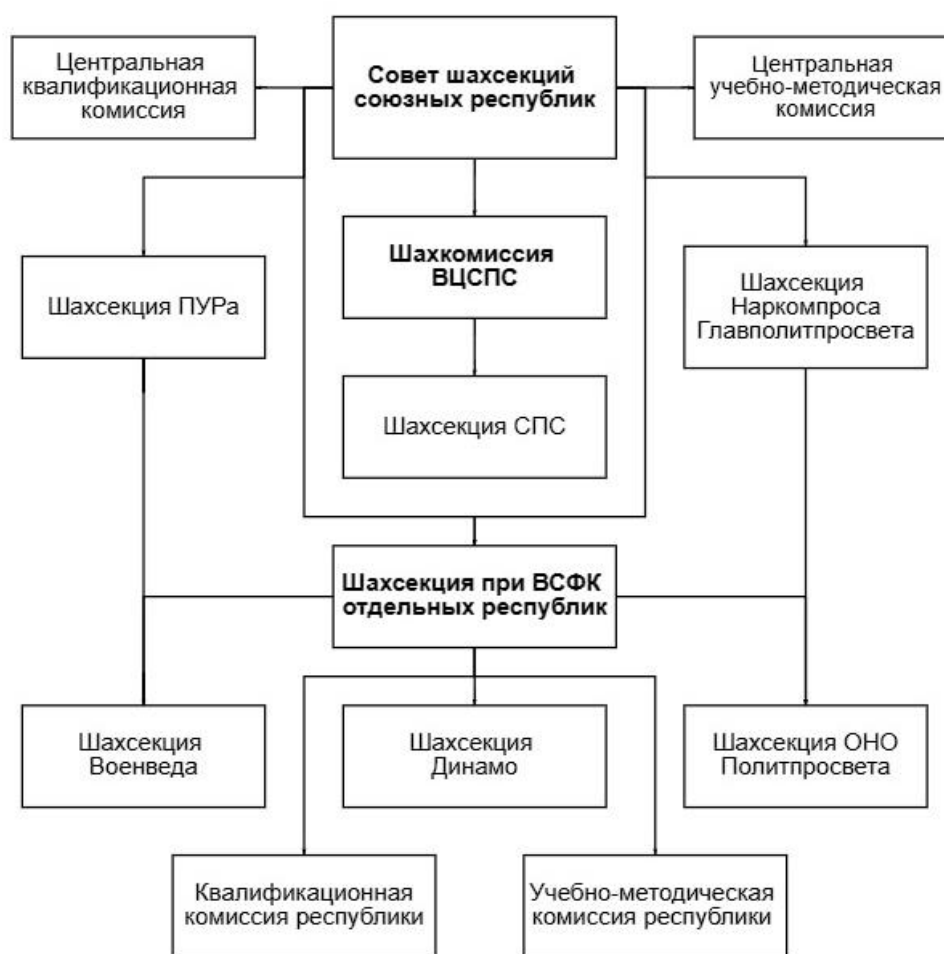 Центральная
квалификационная
комиссия
Совет шахсекций
союзных республик
Центральная
учебно-методическая
комиссия
Шахсекция ПУРа
Шахкомиссия
ВЦСПС
Шахсекция
Наркомпроса
Главполитпросвета
Шахсекция СПС
Шахсекция при ВСФК
отдельных республик
Шахсекция
Военведа
Шахсекция
Динамо
Шахсекция ОНО
Политпросвета
Квалификационная
комиссия республики
Учебно-методическая
комиссия республики